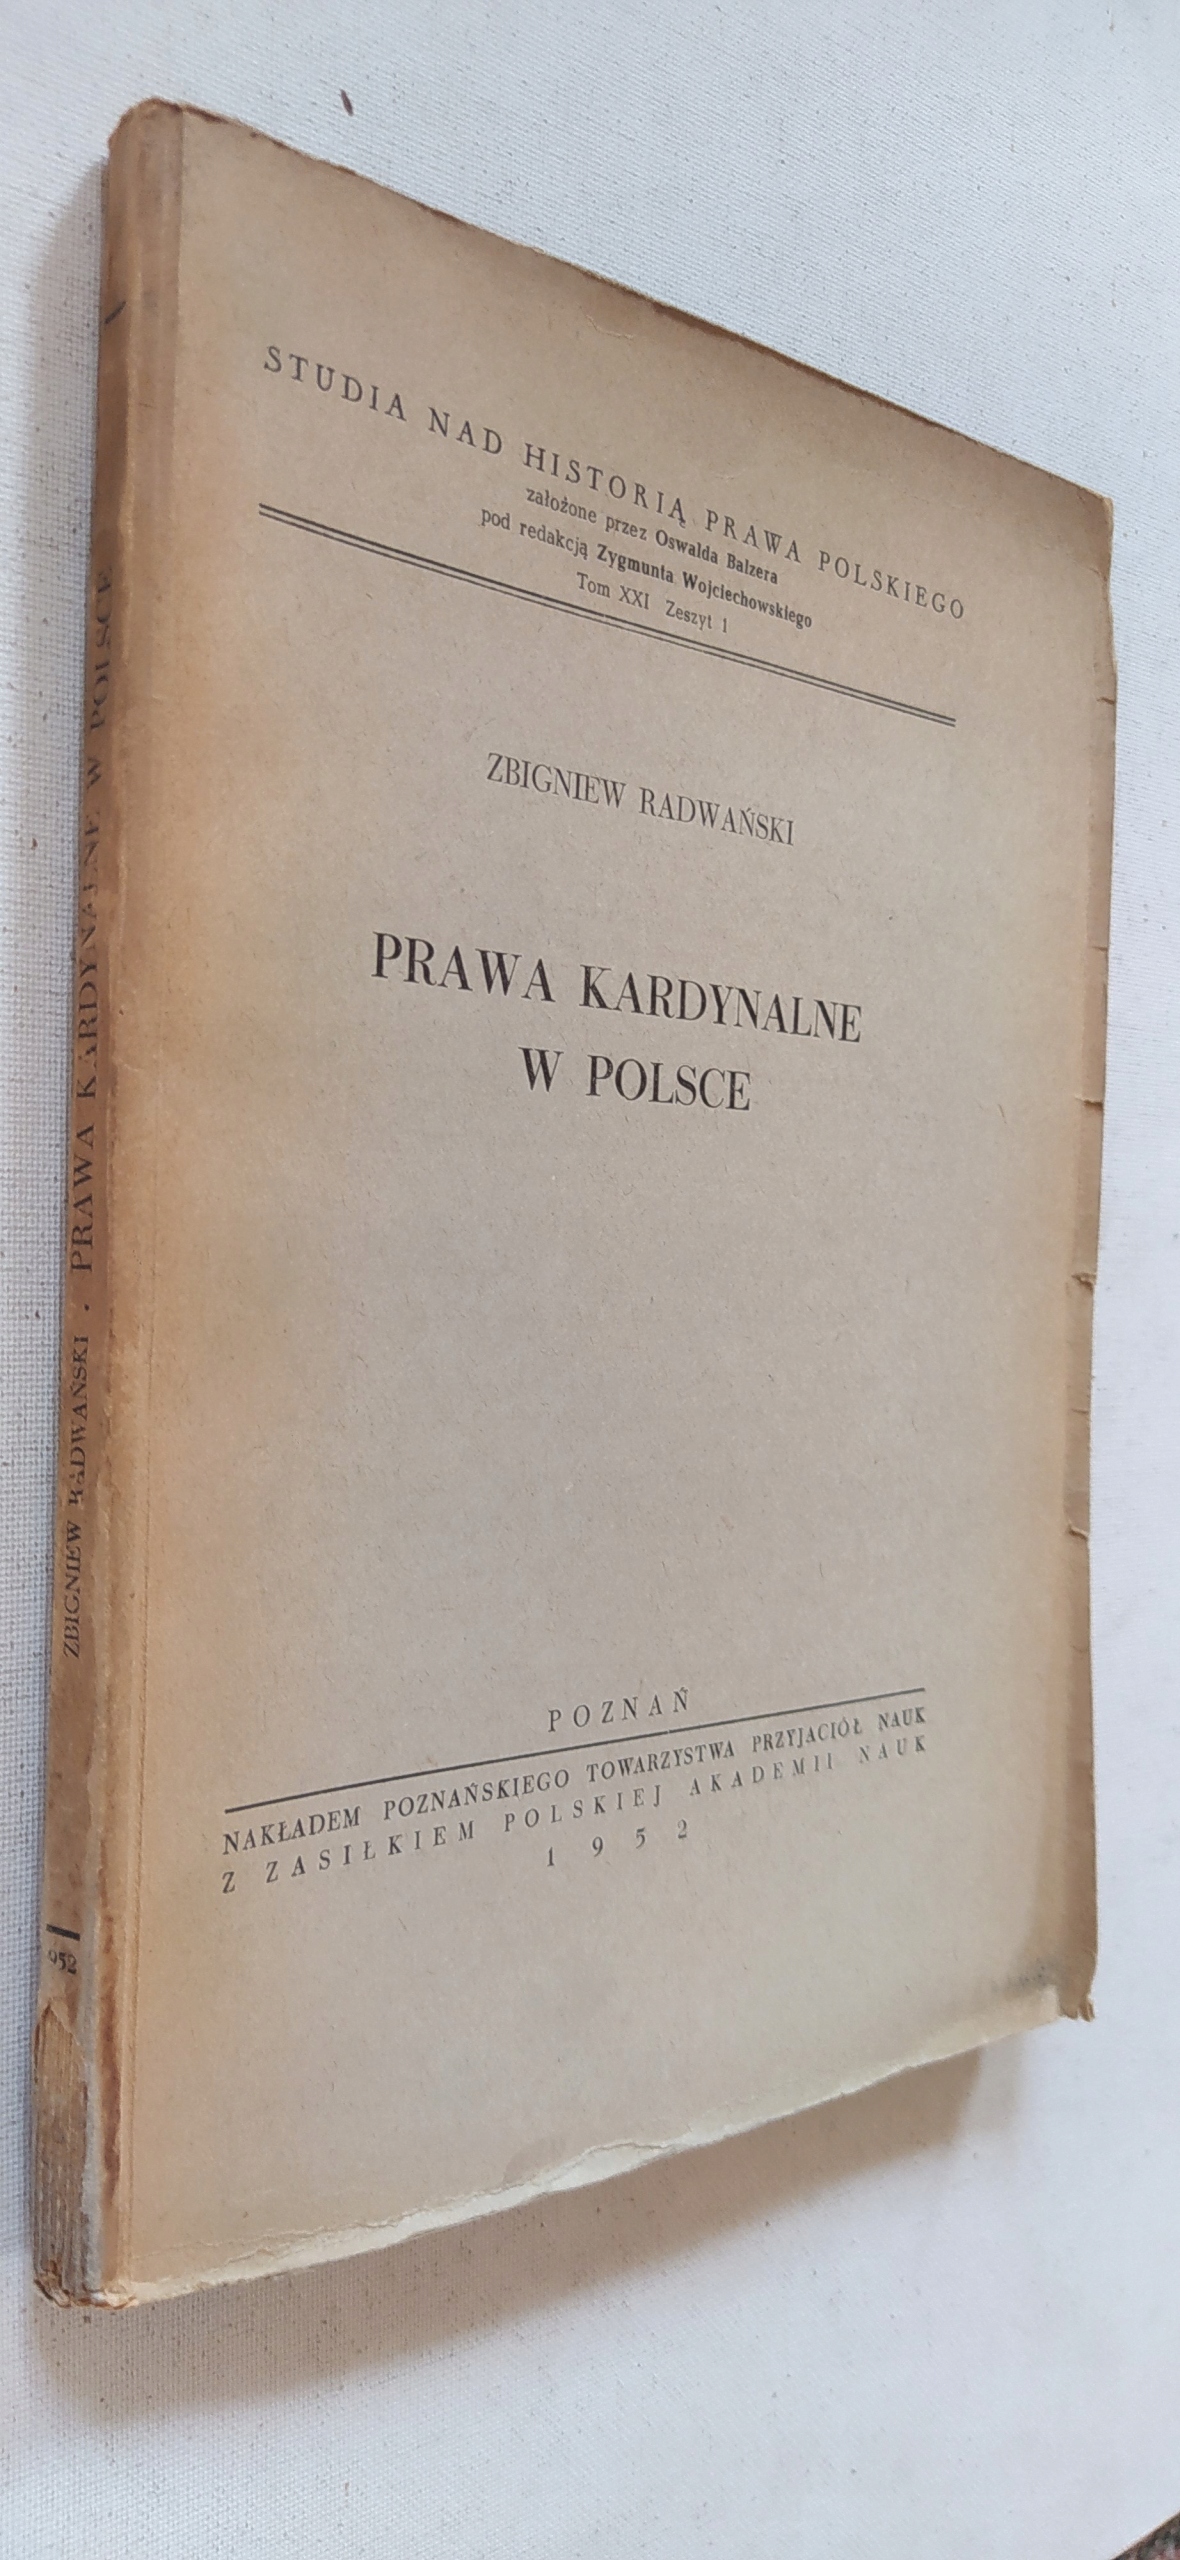 STUDIA NAD HISTORIĄ PRAWA POLSKIEGO
założone przez Oswalda Balzera
pod redakcją Zygmunta Wojciechowskiego
Tom XXI Zeszyt 1
ZBIGNIEW RADWAŃSKI
PRAWA KARDYNALNE
W POLSCE
POZNAŃ
NAKŁADEM POZNAŃSKIEGO TOWARZYSTWA PRZYJACIÓŁ NAUK
Z ZASIŁKIEM POLSKIEJ AKADEMII NAUK
1952
ZBIGNIEW RADWAŃSKI . PRAWA KARDYNALNE W POLSCE
952